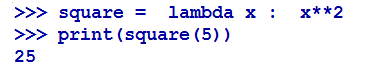 >>> square =  lambda x :  x**2
>>> print(square(5))
25